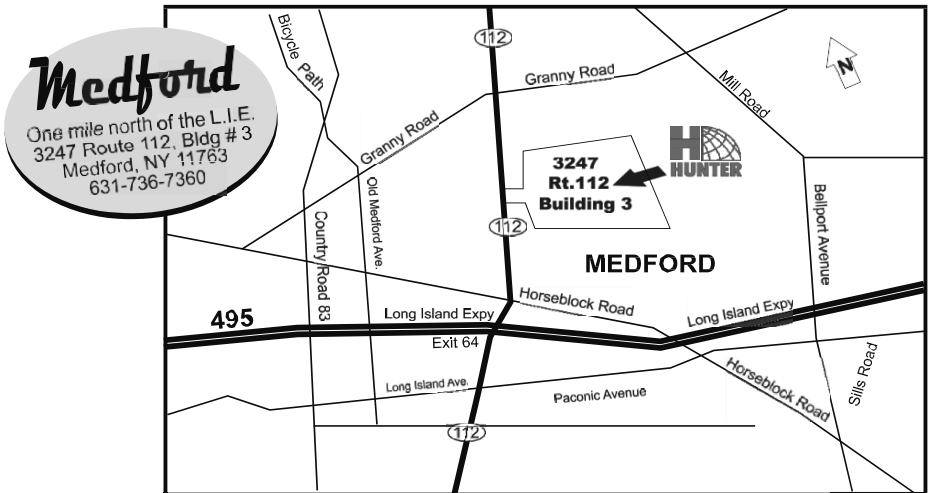 Medford
One mile north of the L.I.E.
3247 Route 112, Bldg # 3
Medford, NY 11763
631-736-7360
Bicycle Path
112
Granny Road
Mill Road
N
Granny Road
3247
Rt.112
Building 3
H
HUNTER
Old Medford Ave.
Country Road 83
112
Bellport Avenue
MEDFORD
Horseblock Road
495
Long Island Expy
Long Island Expy
Exit 64
Long Island Ave.
Paconic Avenue
Horseblock Road
Sills Road
112